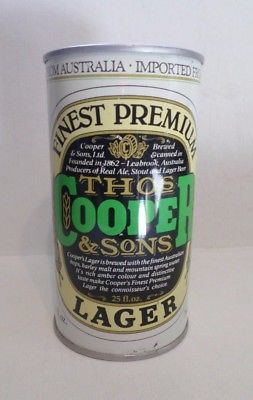 OM AUSTRALIA · IMPORTED FR
FINEST PREMIUM
Cooper & Sons, Ltd. Brewed & canned in
Founded in 1862 – Leabrook, Australia
Producers of Real Ale, Stout and Lager Beer
THOS
COOPER
& SONS
Cooper's Lager is brewed with the finest Australian
hops, barley malt and mountain spring water.
It's rich amber colour and distinctive
taste make Cooper's Finest Premium
Lager the connoisseur's choice.
25 fl.oz.
LAGER